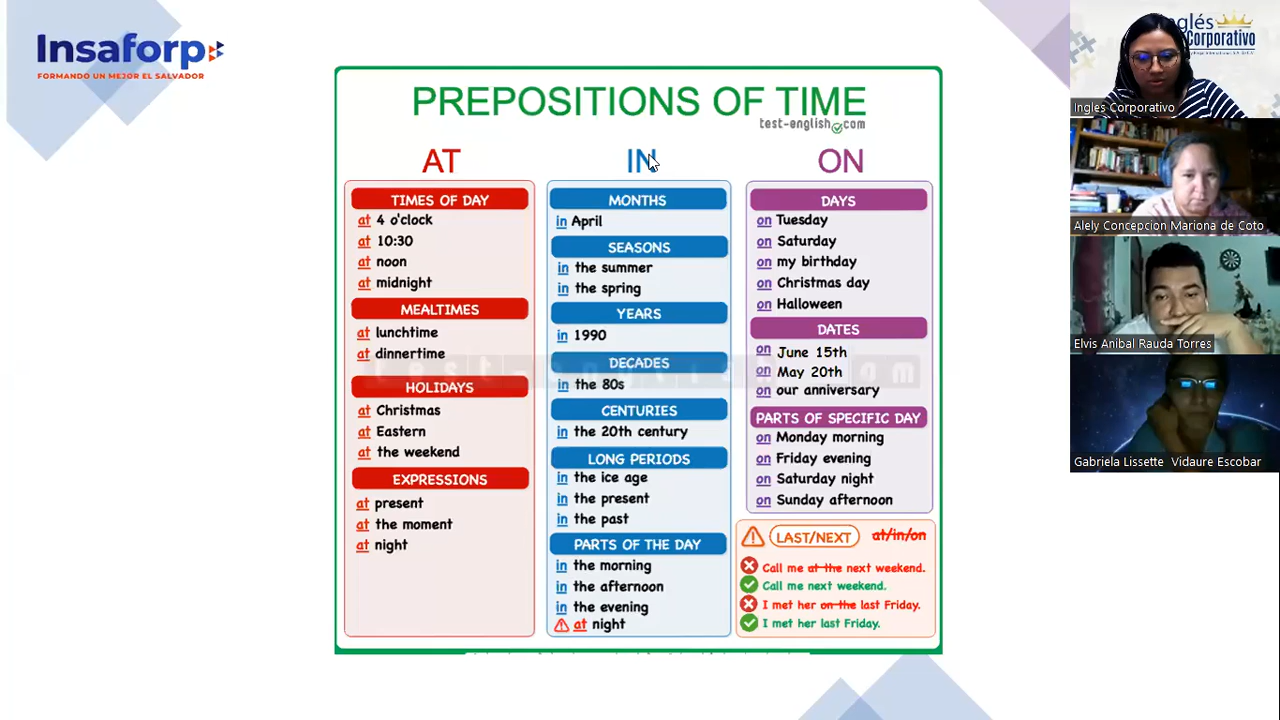 Insaforp
FORMANDO UN MEJOR EL SALVADOR
PREPOSITIONS OF TIME
test-english.com
AT
TIMES OF DAY
at 4 o'clock
at 10:30
at noon
at midnight
MEALTIMES
at lunchtime
at dinnertime
HOLIDAYS
at Christmas
at Eastern
at the weekend
EXPRESSIONS
at present
at the moment
at night
IN
MONTHS
in April
SEASONS
in the summer
in the spring
YEARS
in 1990
DECADES
in the 80s
CENTURIES
in the 20th century
LONG PERIODS
in the ice age
in the present
in the past
PARTS OF THE DAY
in the morning
in the afternoon
in the evening
at night
ON
DAYS
on Tuesday
on Saturday
on my birthday
on Christmas day
on Halloween
DATES
on June 15th
on May 20th
on our anniversary
PARTS OF SPECIFIC DAY
on Monday morning
on Friday evening
on Saturday night
on Sunday afternoon
LAST/NEXT at/in/on
Call me at the next weekend.
Call me next weekend.
I met her on the last Friday.
I met her last Friday.
Ingles Corporativo
Alely Concepcion Mariona de Coto
Elvis Anibal Rauda Torres
Gabriela Lissette Vidaure Escobar